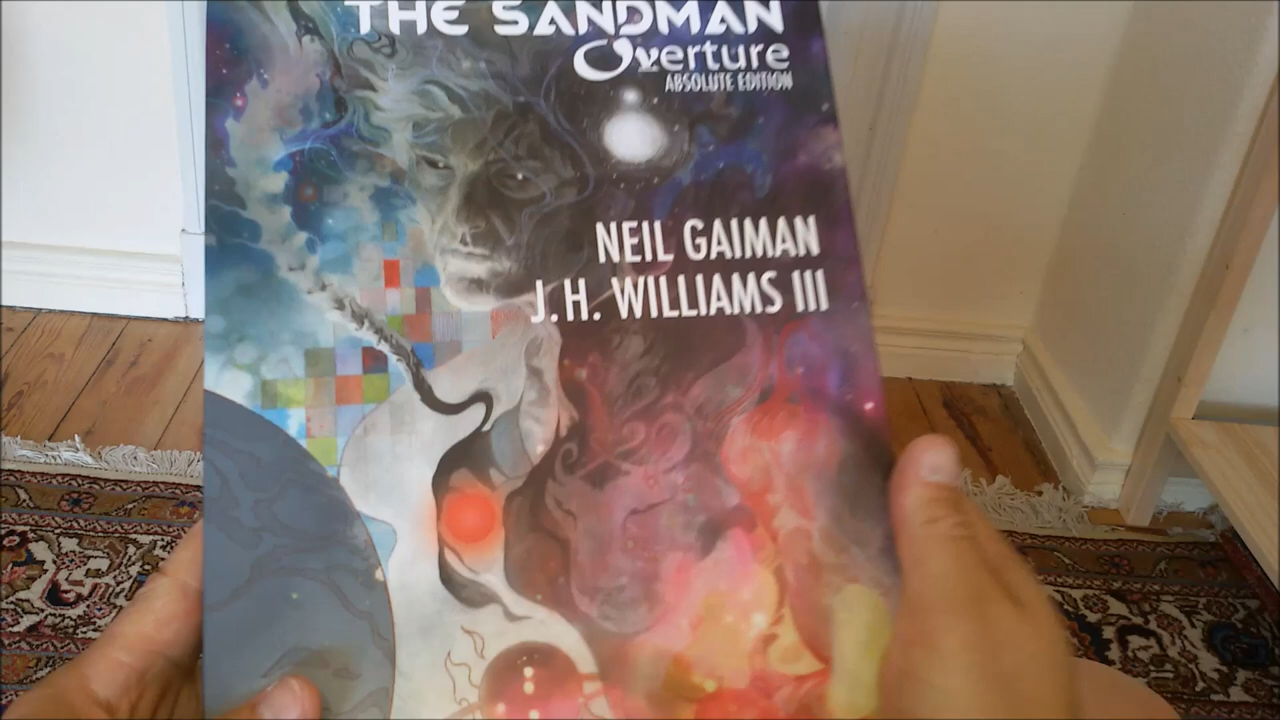 THE SANDMAN
Overture
ABSOLUTE EDITION
NEIL GAIMAN
J.H. WILLIAMS III